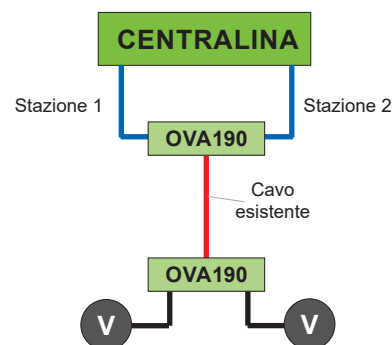 CENTRALINA
Stazione 1
Stazione 2
OVA190
Cavo
esistente
OVA190
V
V